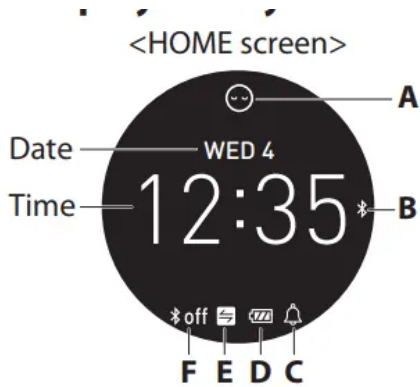 <HOME screen>
A
Date WED 4
Time 12:35 B
off
F E D C